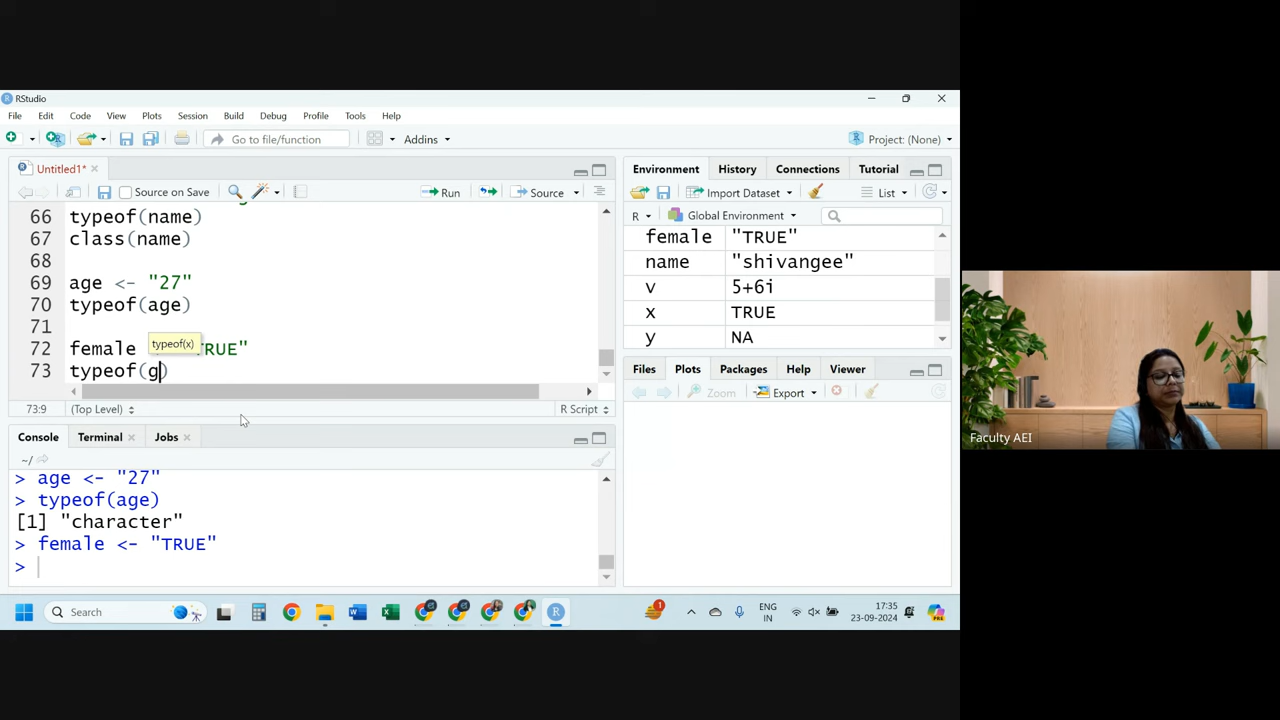 RStudio
File Edit Code View Plots Session Build Debug Profile Tools Help
Go to file/function Addins Project: (None)
Untitled1*
Source on Save Run Source
66 typeof(name)
67 class(name)
68
69 age <- "27"
70 typeof(age)
71
typeof(x)
72 female TRUE"
73 typeof(g)
73:9 (Top Level) R Script
Console Terminal Jobs
~/
> age <- "27"
> typeof(age)
[1] "character"
> female <- "TRUE"
>
Environment History Connections Tutorial
Import Dataset List
R Global Environment
female "TRUE"
name "shivangee"
v 5+6i
x TRUE
y NA
Files Plots Packages Help Viewer
Zoom Export
Faculty AEI
Search 1 ENG IN 17:35 23-09-2024 PRE